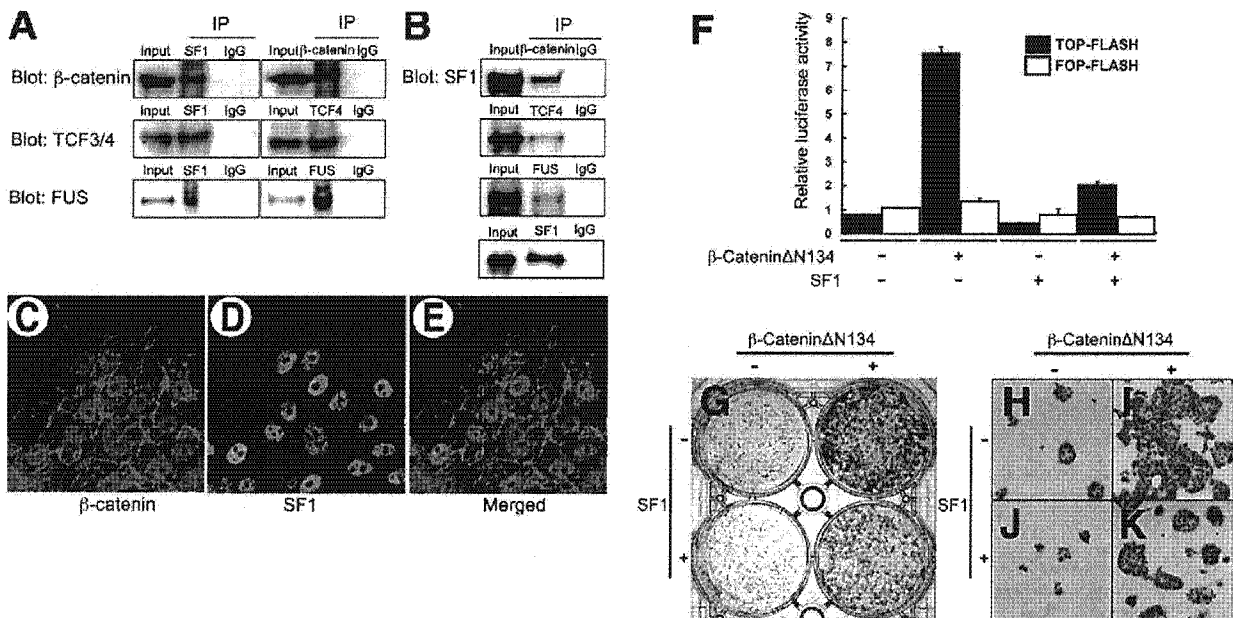 A
IP
IP
Input SF1 IgG
Input β-catenin IgG
Blot: β-catenin
Input SF1 IgG
Input TCF4 IgG
Blot: TCF3/4
Input SF1 IgG
Input FUS IgG
Blot: FUS
B
IP
Input β-catenin IgG
Blot: SF1
Input TCF4 IgG
Input FUS IgG
Input SF1 IgG
C
D
E
β-catenin
SF1
Merged
F
Relative luciferase activity
9
8
7
6
5
4
3
2
1
0
TOP-FLASH
FOP-FLASH
β-CateninΔN134 - + - +
SF1 - - + +
β-CateninΔN134
- +
G
SF1
-
+
β-CateninΔN134
- +
H
I
SF1
-
+
J
K